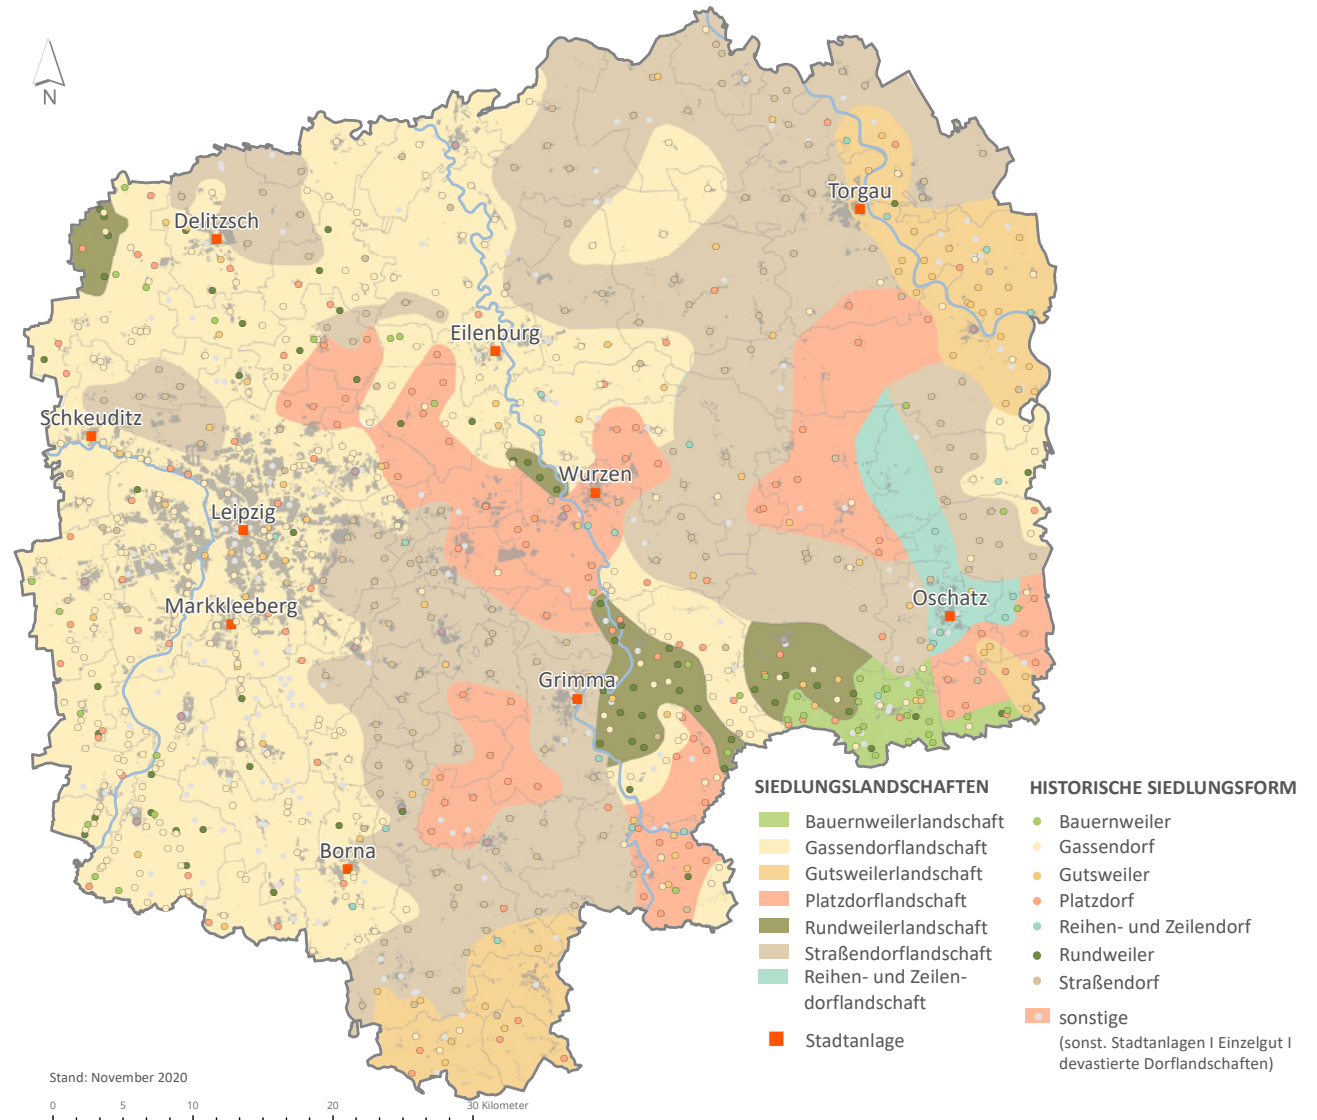 N
Torgau
Delitzsch
Eilenburg
Schkeuditz
Wurzen
Leipzig
Oschatz
Markkleeberg
Grimma
Borna
SIEDLUNGSLANDSCHAFTEN
Bauernweilerlandschaft
Gassendorflandschaft
Gutsweilerlandschaft
Platzdorflandschaft
Rundweilerlandschaft
Straßendorflandschaft
Reihen- und Zeilen-
dorflandschaft
Stadtanlage
HISTORISCHE SIEDLUNGSFORM
Bauernweiler
Gassendorf
Gutsweiler
Platzdorf
Reihen- und Zeilendorf
Rundweiler
Straßendorf
sonstige
(sonst. Stadtanlagen I Einzelgut I
devastierte Dorflandschaften)
Stand: November 2020
0 5 10 20 30 Kilometer